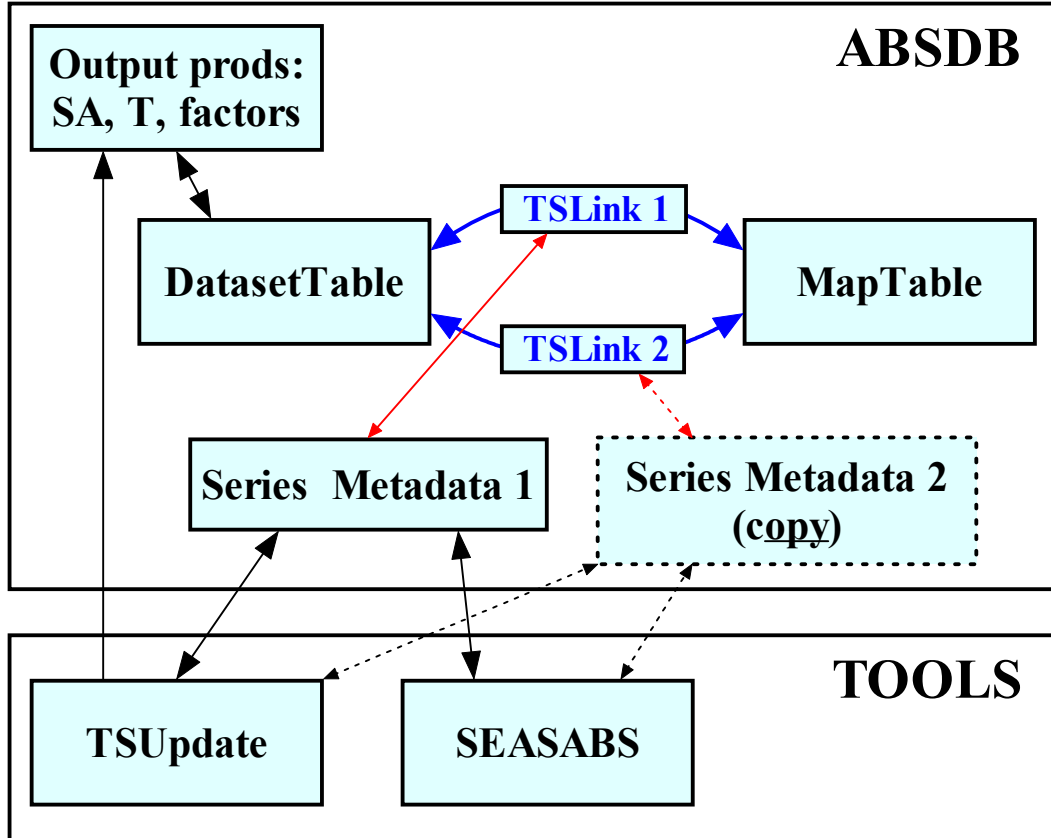 ABSDB
Output prods:
SA, T, factors
TSLink 1
DatasetTable
MapTable
TSLink 2
Series Metadata 1
Series Metadata 2
(copy)
TOOLS
TSUpdate
SEASABS